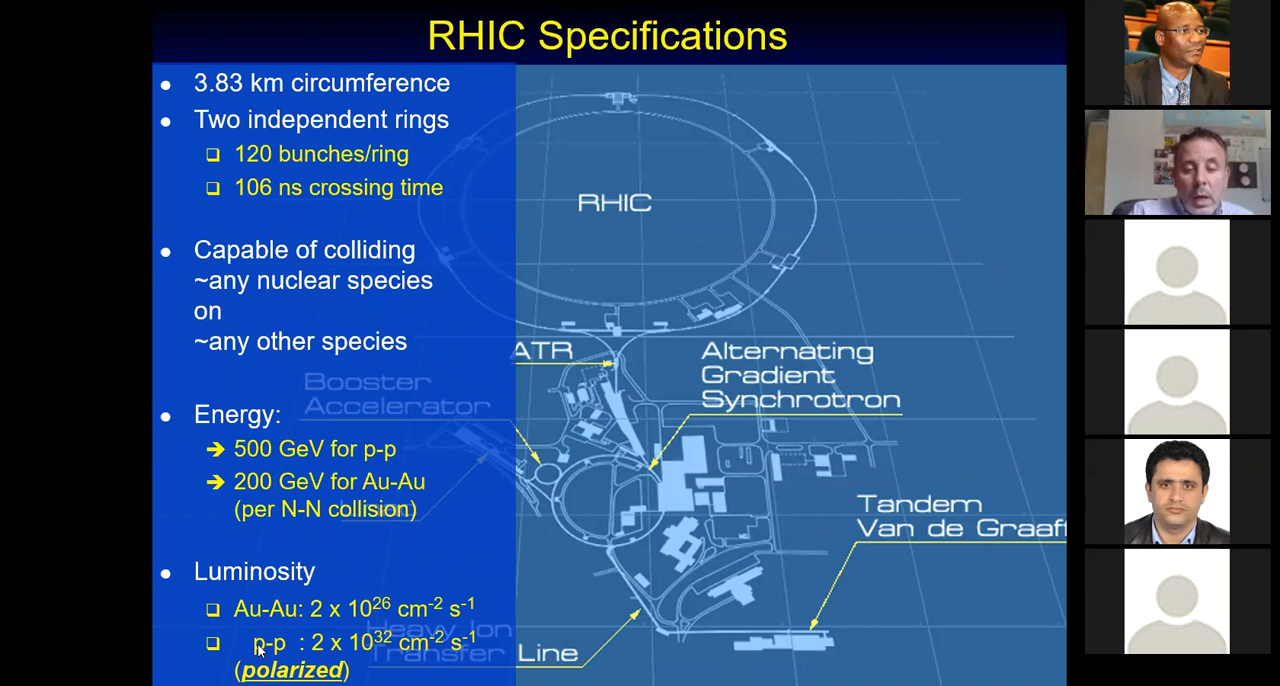 RHIC Specifications
3.83 km circumference
Two independent rings
120 bunches/ring
106 ns crossing time
Capable of colliding
~any nuclear species
on
~any other species
Energy:
500 GeV for p-p
200 GeV for Au-Au
(per N-N collision)
Luminosity
Au-Au: 2 x 10²⁶ cm⁻² s⁻¹
p-p : 2 x 10³² cm⁻² s⁻¹
(polarized)
RHIC
ATR
Alternating
Gradient
Synchrotron
Booster
Accelerator
Tandem
Van de Graaff
Heavy Ion
Transfer Line